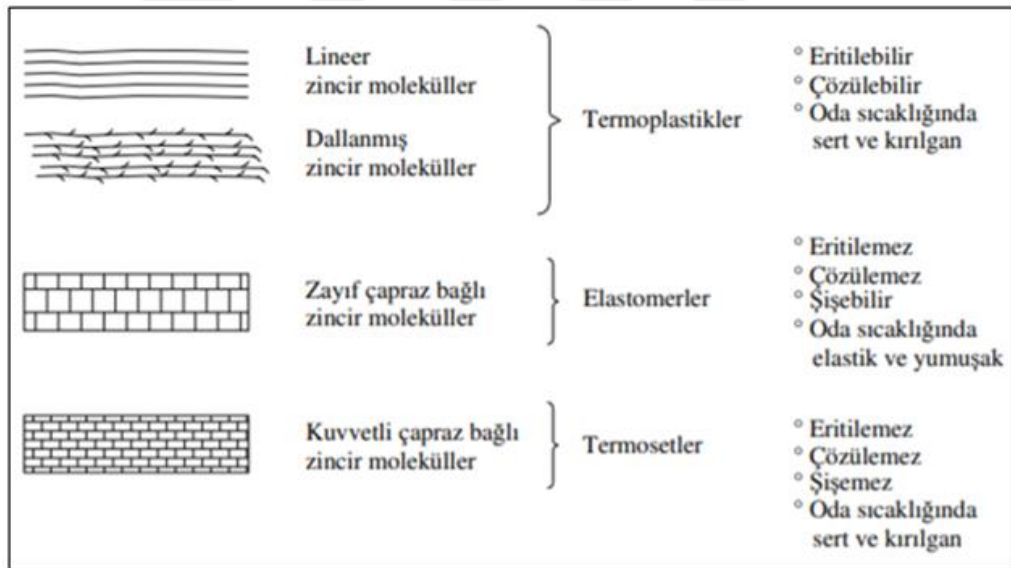 Lineer
zincir moleküller
Dallanmış
zincir moleküller
Termoplastikler
° Eritilebilir
° Çözülebilir
° Oda sıcaklığında
sert ve kırılgan
Zayıf çapraz bağlı
zincir moleküller
Elastomerler
° Eritilemez
° Çözülemez
° Şişebilir
° Oda sıcaklığında
elastik ve yumuşak
Kuvvetli çapraz bağlı
zincir moleküller
Termosetler
° Eritilemez
° Çözülemez
° Şişemez
° Oda sıcaklığında
sert ve kırılgan